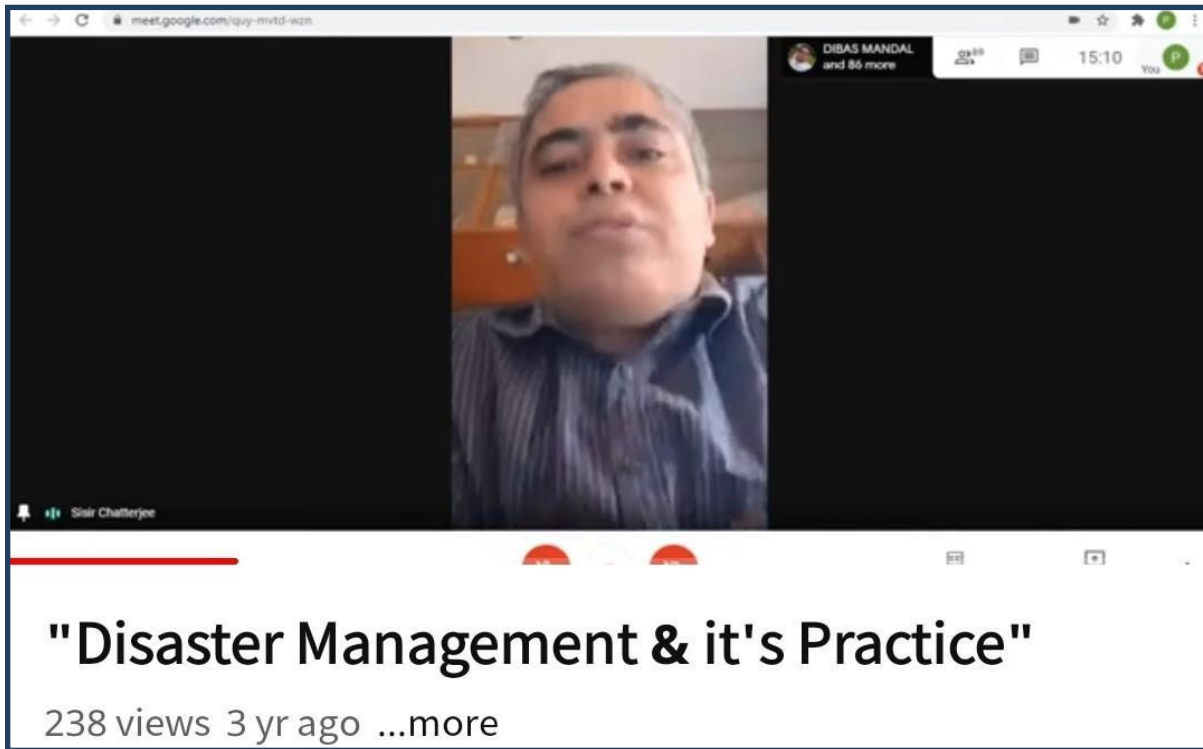 meet.google.com/quy-mvtd-wzn
DIBAS MANDAL
and 86 more
89
15:10
You
P
P
Sisir Chatterjee
"Disaster Management & it's Practice"
238 views 3 yr ago ...more